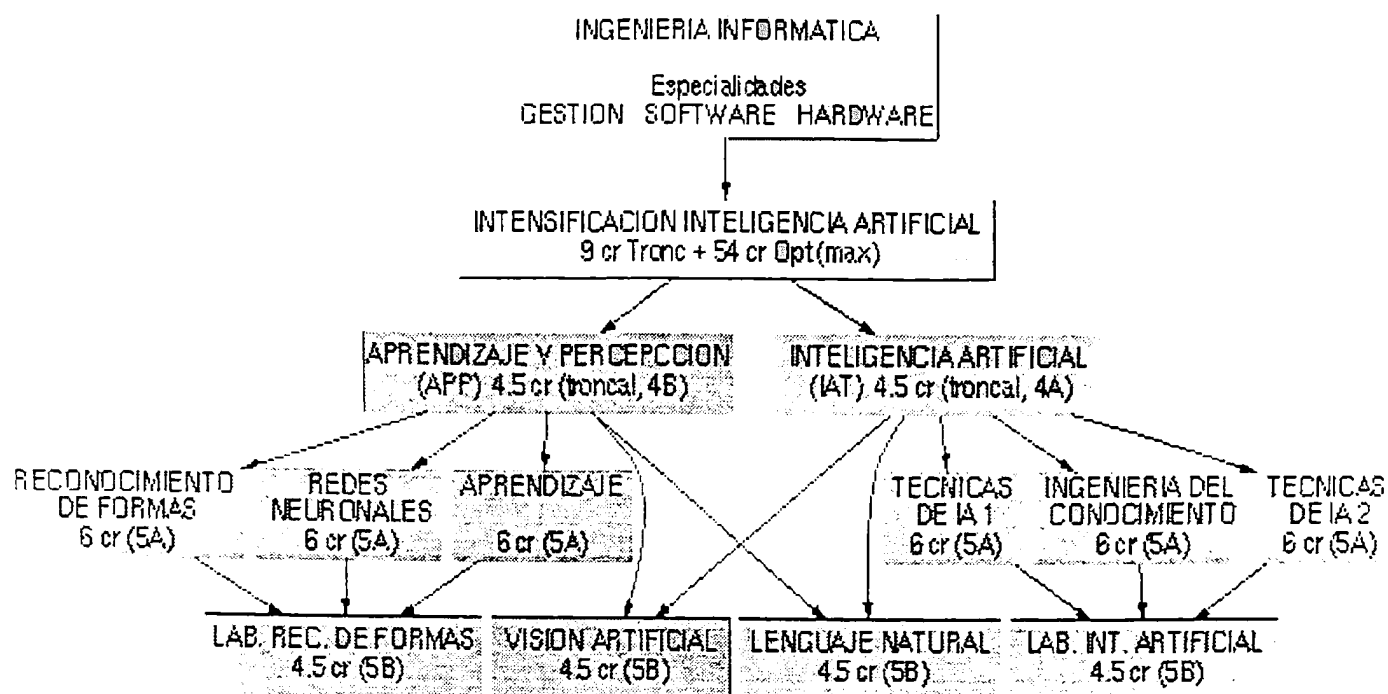 INGENIERIA INFORMATICA
Especialidades
GESTION SOFTWARE HARDWARE
INTENSIFICACION INTELIGENCIA ARTIFICIAL
9 cr Tronc + 54 cr Opt (max)
APRENDIZAJE Y PERCEPCCION
(APP) 4.5 cr (troncal, 4B)
INTELIGENCIA ARTIFICIAL
(IAT) 4.5 cr (troncal, 4A)
RECONOCIMIENTO
DE FORMAS
6 cr (5A)
REDES
NEURONALES
6 cr (5A)
APRENDIZAJE
6 cr (5A)
TECNICAS
DE IA 1
6 cr (5A)
INGENIERIA DEL
CONOCIMIENTO
6 cr (5A)
TECNICAS
DE IA 2
6 cr (5A)
LAB. REC. DE FORMAS
4.5 cr (5B)
VISION ARTIFICIAL
4.5 cr (5B)
LENGUAJE NATURAL
4.5 cr (5B)
LAB. INT. ARTIFICIAL
4.5 cr (5B)